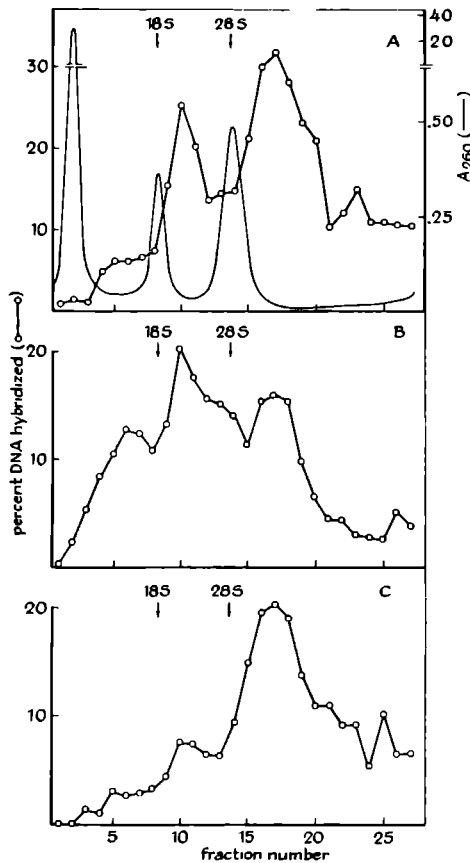 18S 28S A
40
20
30
20
10
.50
.25
A260 (—)
18S 28S B
20
10
percent DNA hybridized (o—o)
18S 28S C
20
10
5 10 15 20 25
fraction number